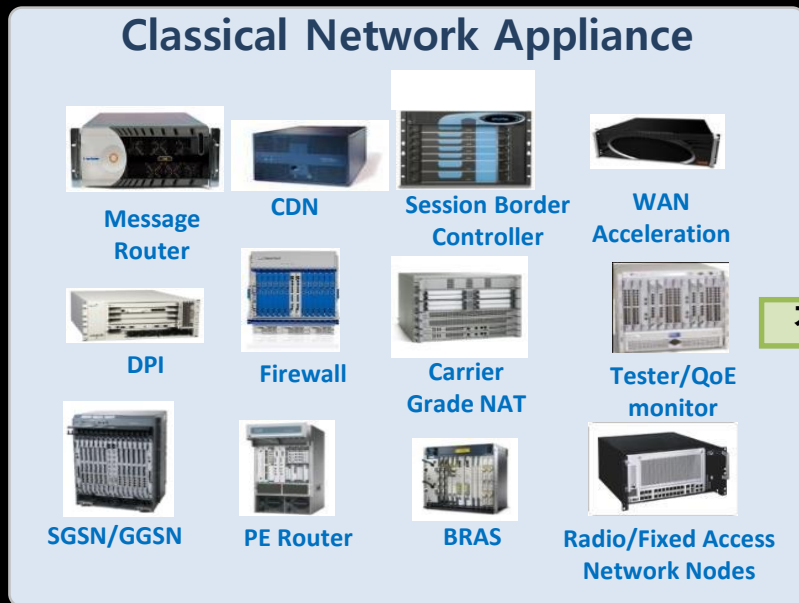 Classical Network Appliance
Message
Router
CDN
Session Border
Controller
WAN
Acceleration
DPI
Firewall
Carrier
Grade NAT
Tester/QoE
monitor
SGSN/GGSN
PE Router
BRAS
Radio/Fixed Access
Network Nodes